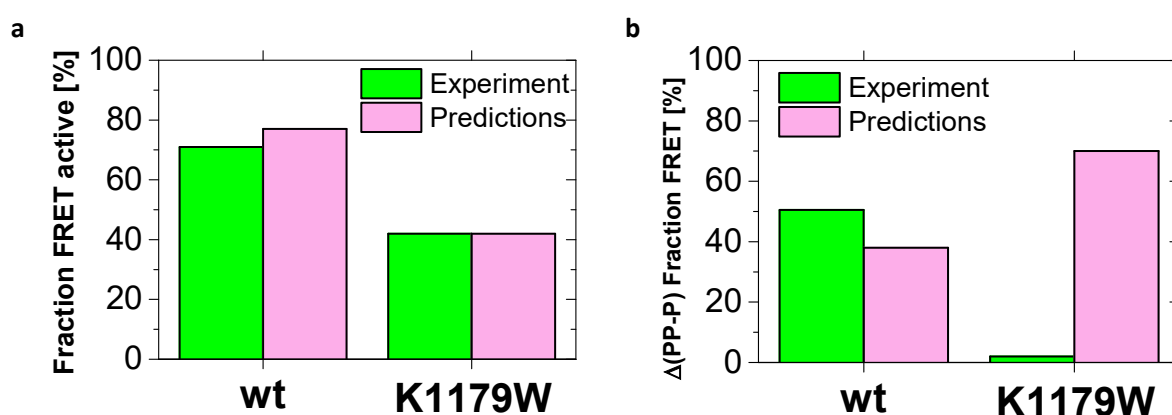 a
Fraction FRET active [%]
100
80
60
40
20
0
Experiment
Predictions
wt
K1179W
b
Δ(PP-P) Fraction FRET [%]
100
80
60
40
20
0
Experiment
Predictions
wt
K1179W